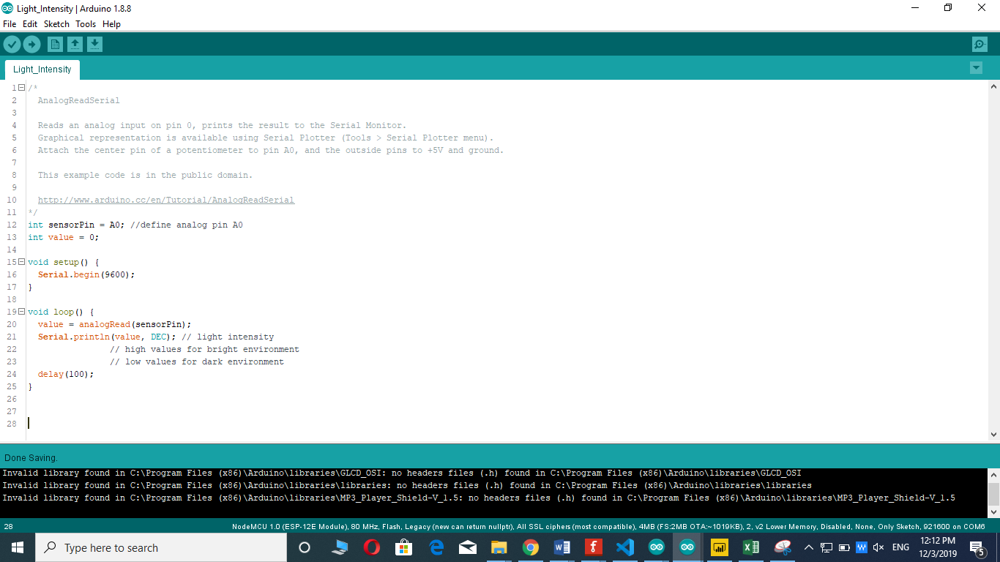 Light_Intensity | Arduino 1.8.8
File Edit Sketch Tools Help
Light_Intensity
1 /*
2 AnalogReadSerial
3
4 Reads an analog input on pin 0, prints the result to the Serial Monitor.
5 Graphical representation is available using Serial Plotter (Tools > Serial Plotter menu).
6 Attach the center pin of a potentiometer to pin A0, and the outside pins to +5V and ground.
7
8 This example code is in the public domain.
9
10 http://www.arduino.cc/en/Tutorial/AnalogReadSerial
11 */
12 int sensorPin = A0; //define analog pin A0
13 int value = 0;
14
15 void setup() {
16 Serial.begin(9600);
17 }
18
19 void loop() {
20 value = analogRead(sensorPin);
21 Serial.println(value, DEC); // light intensity
22 // high values for bright environment
23 // low values for dark environment
24 delay(100);
25 }
26
27
28
Done Saving.
Invalid library found in C:\Program Files (x86)\Arduino\libraries\GLCD_OSI: no headers files (.h) found in C:\Program Files (x86)\Arduino\libraries\GLCD_OSI
Invalid library found in C:\Program Files (x86)\Arduino\libraries\libraries: no headers files (.h) found in C:\Program Files (x86)\Arduino\libraries\libraries
Invalid library found in C:\Program Files (x86)\Arduino\libraries\MP3_Player_Shield-V_1.5: no headers files (.h) found in C:\Program Files (x86)\Arduino\libraries\MP3_Player_Shield-V_1.5
28 NodeMCU 1.0 (ESP-12E Module), 80 MHz, Flash, Legacy (new can return nullptr), All SSL ciphers (most compatible), 4MB (FS:2MB OTA:~1019KB), 2, v2 Lower Memory, Disabled, None, Only Sketch, 921600 on COM6
Type here to search
ENG
12:12 PM
12/3/2019
5